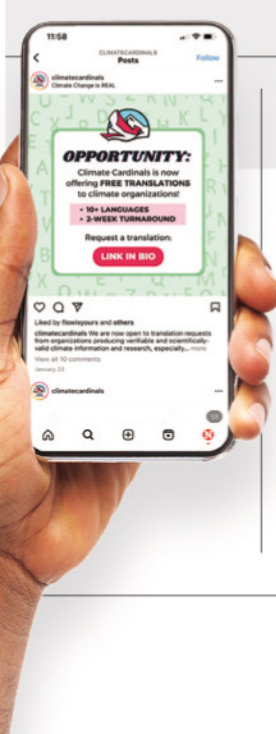 11:58
CLIMATECARDINALS
Posts
Follow
climatecardinals
Climate Change is REAL
OPPORTUNITY:
Climate Cardinals is now
offering FREE TRANSLATIONS
to climate organizations!
• 10+ LANGUAGES
• 2-WEEK TURNAROUND
Request a translation:
LINK IN BIO
Liked by flowisyours and others
climatecardinals We are now open to translation requests
from organizations producing verifiable and scientifically-
valid climate information and research, especially... more
View all 10 comments
January 23
climatecardinals